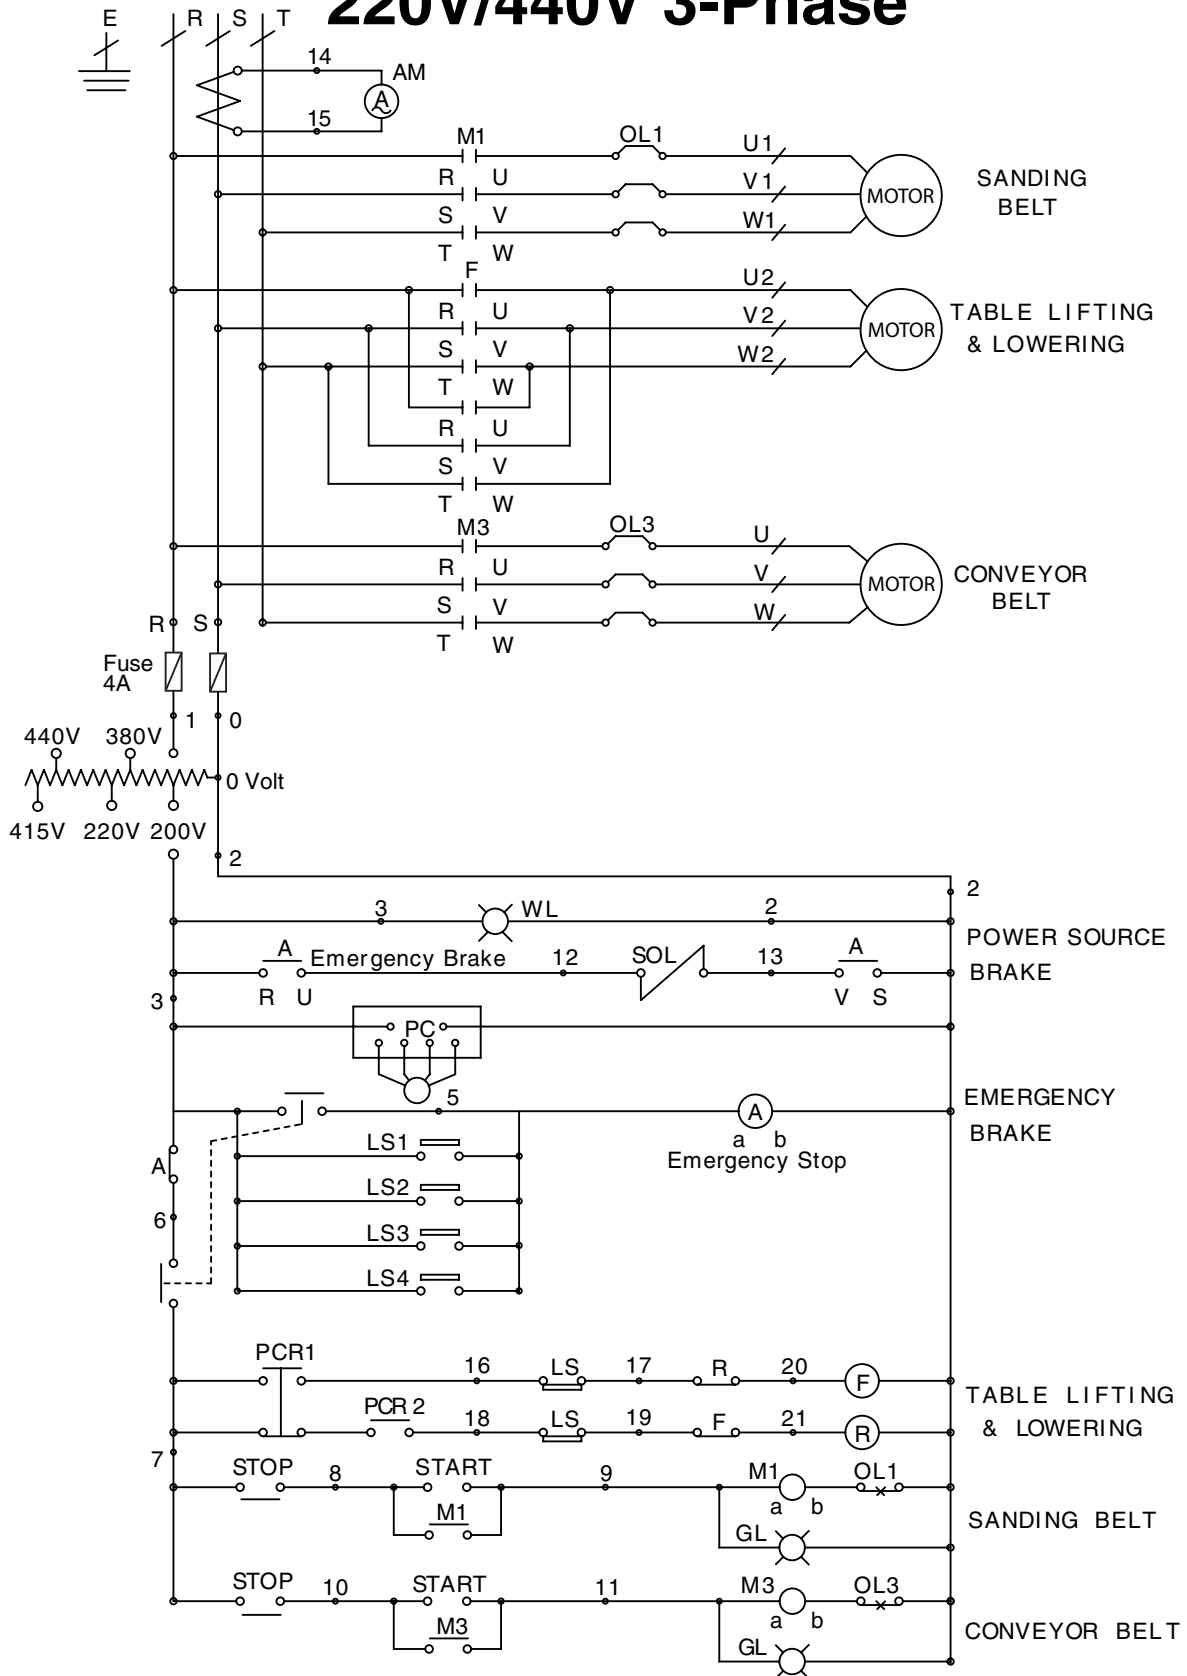 220V/440V 3-Phase
E R S T
14
AM
A
15
M1 OL1 U1
R U V1
SANDING
BELT
MOTOR
S V W1
T W
F U2
R U V2
TABLE LIFTING
& LOWERING
MOTOR
S V W2
T W
R U
S V
T W
M3 OL3 U
R U V
CONVEYOR
BELT
MOTOR
S V W
T W
R S
Fuse
4A
1 0
440V 380V
0 Volt
415V 220V 200V
2
2
3 WL 2
POWER SOURCE
A Emergency Brake 12 SOL 13 A
BRAKE
R U V S
3
PC
5 A
EMERGENCY
BRAKE
a b
Emergency Stop
LS1
A
LS2
6
LS3
LS4
PCR1 16 LS 17 R 20 F
TABLE LIFTING
& LOWERING
PCR 2 18 LS 19 F 21 R
7
STOP 8 START 9 M1 OL1
M1 a b
SANDING BELT
GL
STOP 10 START 11 M3 OL3
M3 a b
CONVEYOR BELT
GL